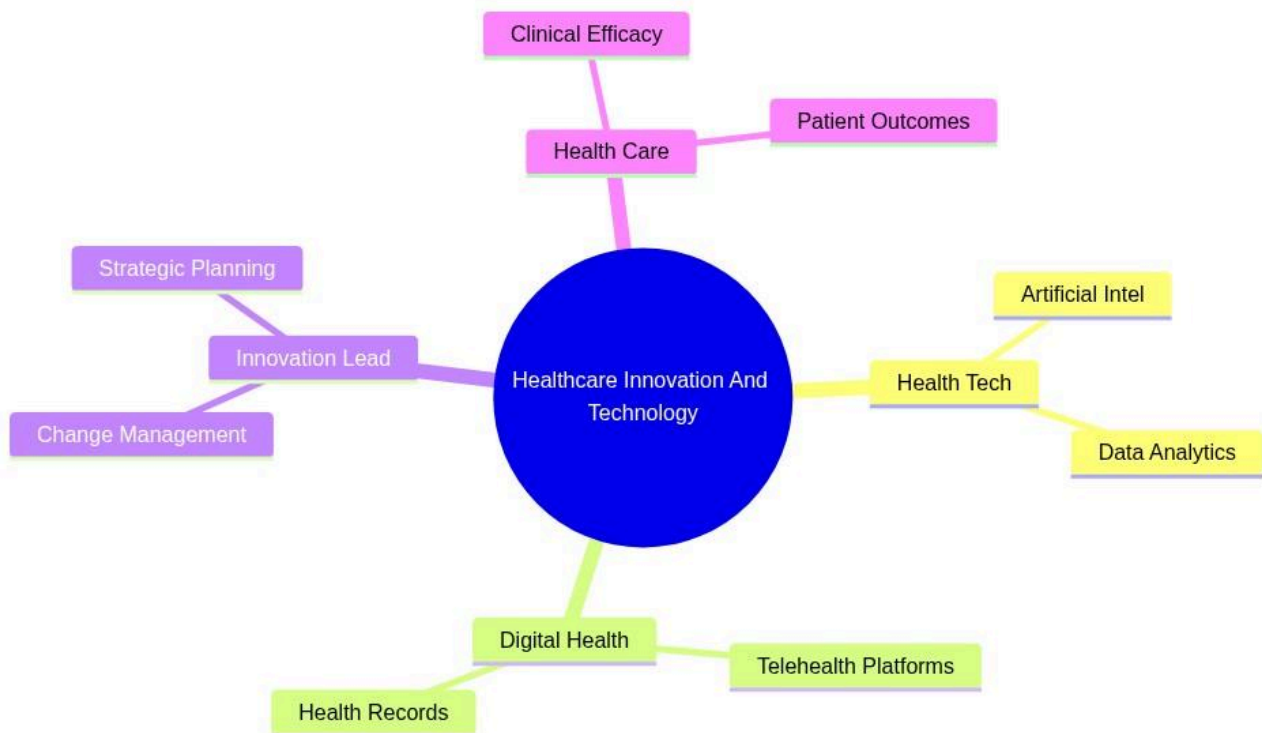 Clinical Efficacy
Patient Outcomes
Health Care
Strategic Planning
Artificial Intel
Innovation Lead
Healthcare Innovation And
Technology
Health Tech
Change Management
Data Analytics
Digital Health
Telehealth Platforms
Health Records